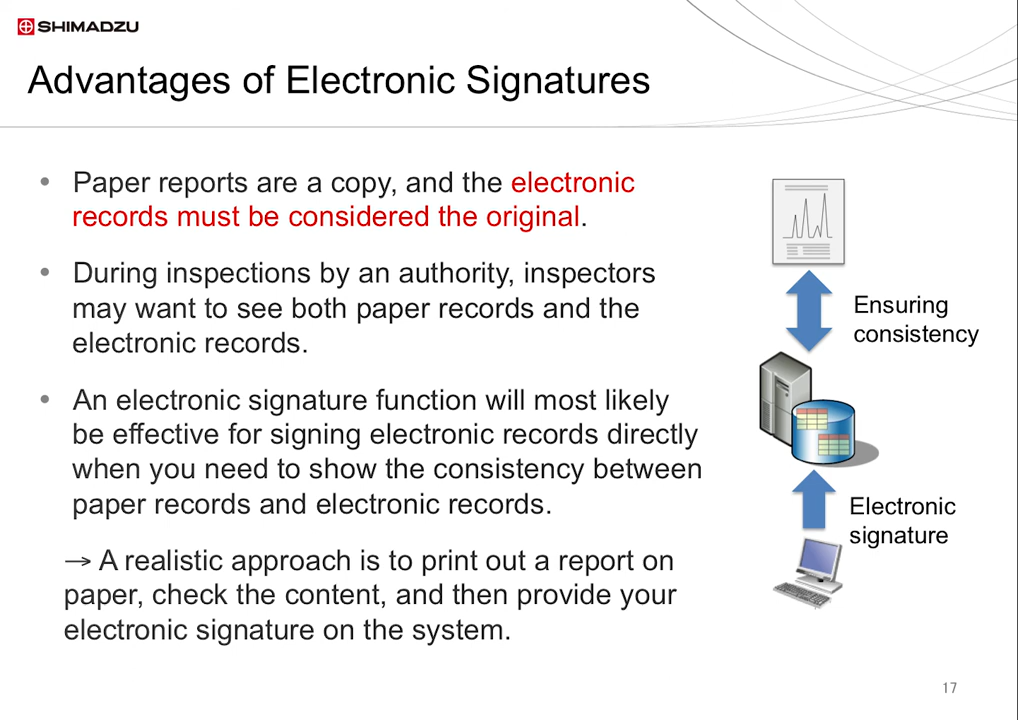 SHIMADZU
Advantages of Electronic Signatures
• Paper reports are a copy, and the electronic
records must be considered the original.
• During inspections by an authority, inspectors
may want to see both paper records and the
electronic records.
• An electronic signature function will most likely
be effective for signing electronic records directly
when you need to show the consistency between
paper records and electronic records.
→ A realistic approach is to print out a report on
paper, check the content, and then provide your
electronic signature on the system.
Ensuring
consistency
Electronic
signature
17